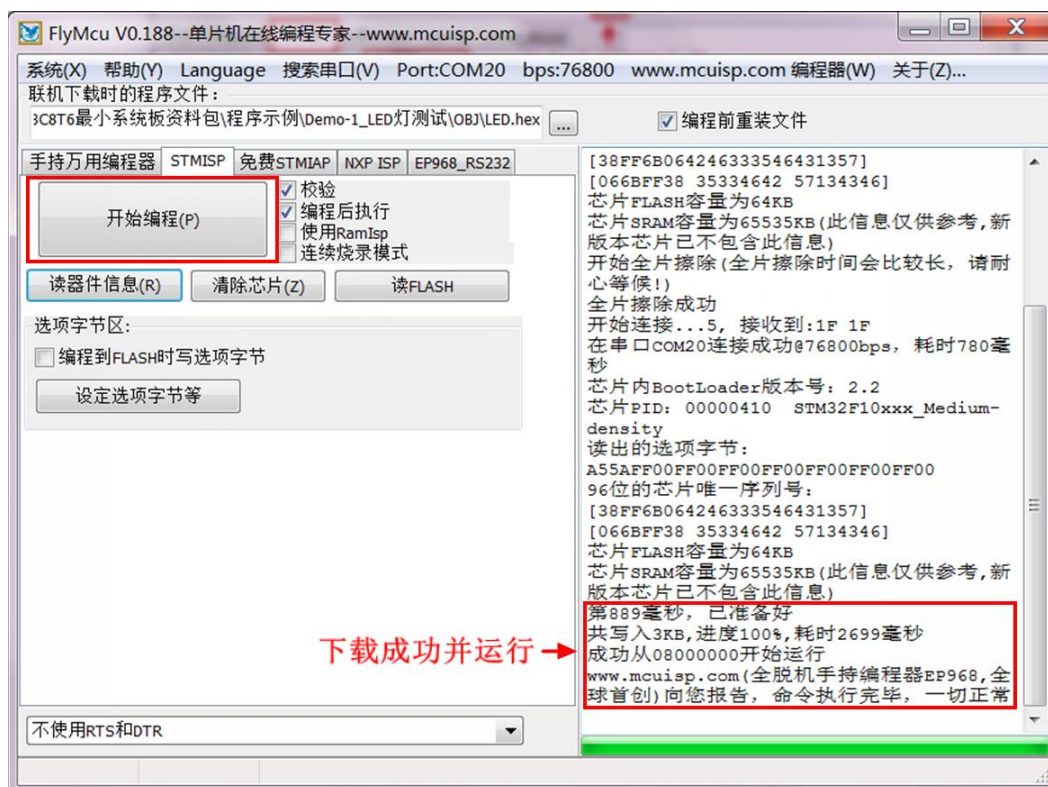 FlyMcu V0.188--单片机在线编程专家--www.mcuisp.com
系统(X) 帮助(Y) Language 搜索串口(V) Port:COM20 bps:76800 www.mcuisp.com 编程器(W) 关于(Z)...
联机下载时的程序文件:
3C8T6最小系统板资料包\程序示例\Demo-1_LED灯测试\OBJ\LED.hex ... 编程前重装文件
手持万用编程器 STMISP 免费STMIAP NXP ISP EP968_RS232
开始编程(P)
校验
编程后执行
使用RamIsp
连续烧录模式
读器件信息(R) 清除芯片(Z) 读FLASH
选项字节区:
编程到FLASH时写选项字节
设定选项字节等
下载成功并运行
不使用RTS和DTR
[38FF6B064246333546431357]
[066BFF38 35334642 57134346]
芯片FLASH容量为64KB
芯片SRAM容量为65535KB(此信息仅供参考,新
版本芯片已不包含此信息)
开始全片擦除(全片擦除时间会比较长，请耐
心等候!)
全片擦除成功
开始连接...5, 接收到:1F 1F
在串口COM20连接成功@76800bps, 耗时780毫
秒
芯片内BootLoader版本号: 2.2
芯片PID: 00000410 STM32F10xxx_Medium-
density
读出的选项字节:
A55AFF00FF00FF00FF00FF00FF00FF00
96位的芯片唯一序列号:
[38FF6B064246333546431357]
[066BFF38 35334642 57134346]
芯片FLASH容量为64KB
芯片SRAM容量为65535KB(此信息仅供参考,新
版本芯片已不包含此信息)
第889毫秒, 已准备好
共写入3KB,进度100%,耗时2699毫秒
成功从08000000开始运行
www.mcuisp.com(全脱机手持编程器EP968,全
球首创)向您报告, 命令执行完毕, 一切正常